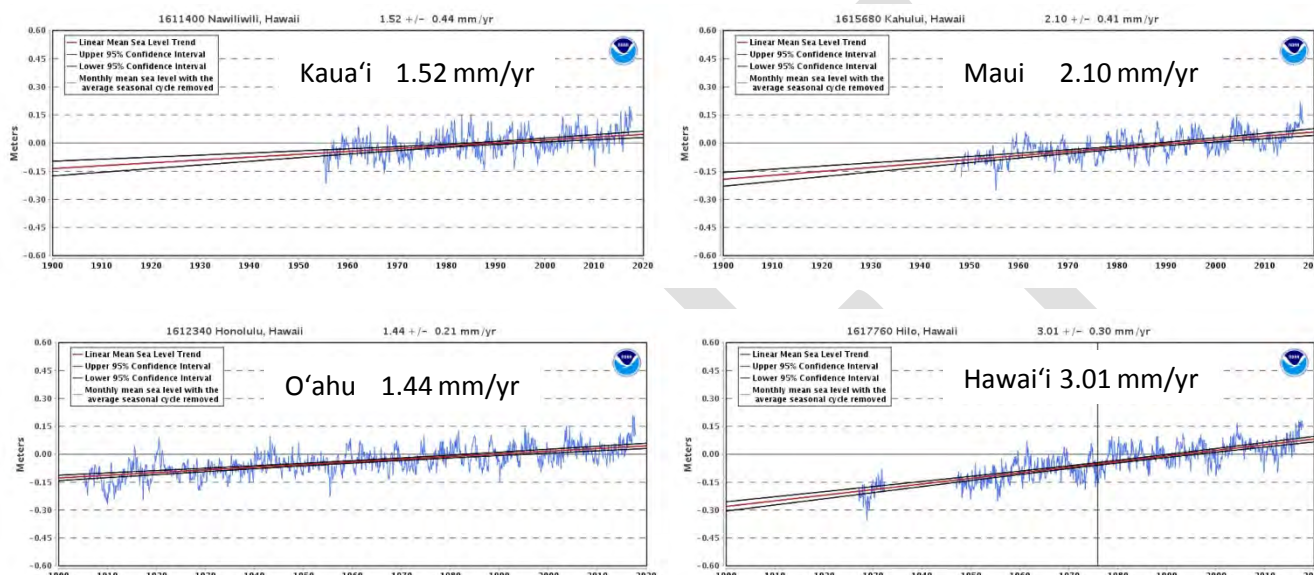 1611400 Nawiliwili, Hawaii 1.52 +/- 0.44 mm/yr
0.60
0.45
0.30
0.15
0.00
-0.15
-0.30
-0.45
-0.60
Meters
Linear Mean Sea Level Trend
Upper 95% Confidence Interval
Lower 95% Confidence Interval
Monthly mean sea level with the
average seasonal cycle removed
Kauaʻi 1.52 mm/yr
1900 1910 1920 1930 1940 1950 1960 1970 1980 1990 2000 2010 2020
1615680 Kahului, Hawaii 2.10 +/- 0.41 mm/yr
0.60
0.45
0.30
0.15
0.00
-0.15
-0.30
-0.45
-0.60
Meters
Linear Mean Sea Level Trend
Upper 95% Confidence Interval
Lower 95% Confidence Interval
Monthly mean sea level with the
average seasonal cycle removed
Maui 2.10 mm/yr
1900 1910 1920 1930 1940 1950 1960 1970 1980 1990 2000 2010
1612340 Honolulu, Hawaii 1.44 +/- 0.21 mm/yr
0.60
0.45
0.30
0.15
0.00
-0.15
-0.30
-0.45
-0.60
Meters
Linear Mean Sea Level Trend
Upper 95% Confidence Interval
Lower 95% Confidence Interval
Monthly mean sea level with the
average seasonal cycle removed
Oʻahu 1.44 mm/yr
1617760 Hilo, Hawaii 3.01 +/- 0.30 mm/yr
0.60
0.45
0.30
0.15
0.00
-0.15
-0.30
-0.45
-0.60
Meters
Linear Mean Sea Level Trend
Upper 95% Confidence Interval
Lower 95% Confidence Interval
Monthly mean sea level with the
average seasonal cycle removed
Hawaiʻi 3.01 mm/yr